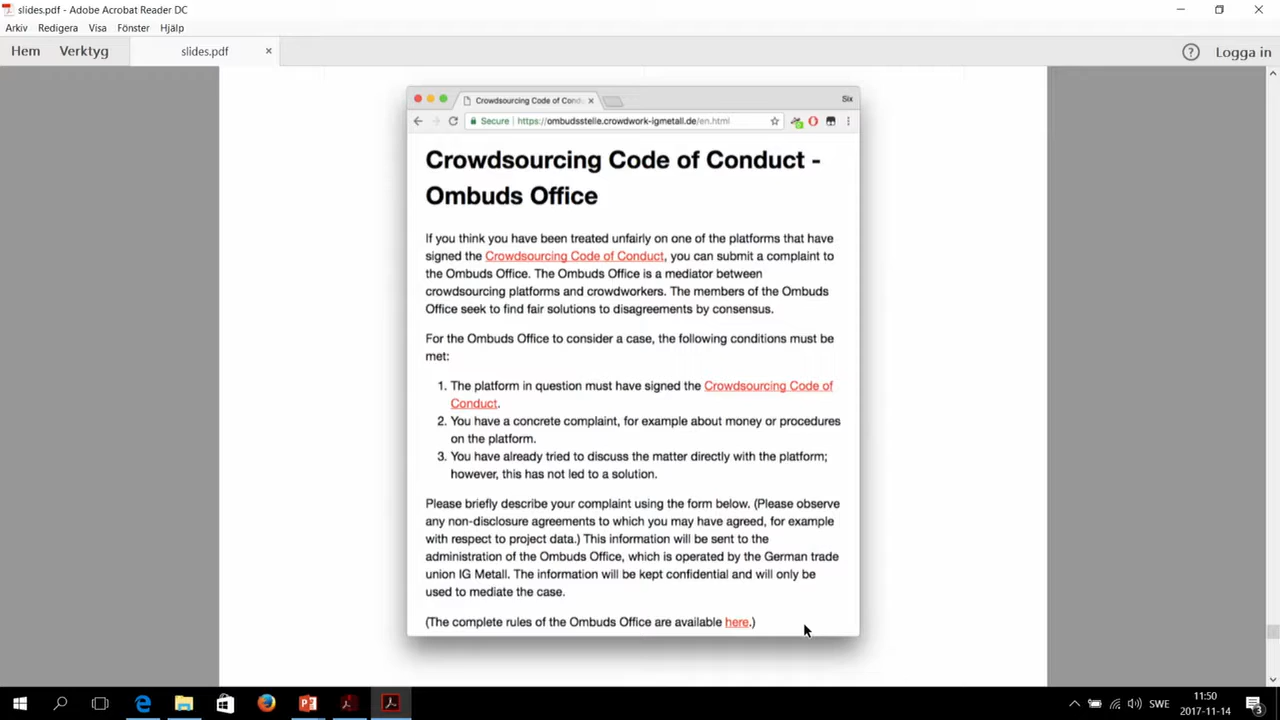 slides.pdf - Adobe Acrobat Reader DC
Arkiv Redigera Visa Fönster Hjälp
Hem Verktyg slides.pdf × ? Logga in
Crowdsourcing Code of Cond × Six
Secure https://ombudsstelle.crowdwork-igmetall.de/en.html
Crowdsourcing Code of Conduct -
Ombuds Office
If you think you have been treated unfairly on one of the platforms that have
signed the Crowdsourcing Code of Conduct, you can submit a complaint to
the Ombuds Office. The Ombuds Office is a mediator between
crowdsourcing platforms and crowdworkers. The members of the Ombuds
Office seek to find fair solutions to disagreements by consensus.
For the Ombuds Office to consider a case, the following conditions must be
met:
1. The platform in question must have signed the Crowdsourcing Code of
Conduct.
2. You have a concrete complaint, for example about money or procedures
on the platform.
3. You have already tried to discuss the matter directly with the platform;
however, this has not led to a solution.
Please briefly describe your complaint using the form below. (Please observe
any non-disclosure agreements to which you may have agreed, for example
with respect to project data.) This information will be sent to the
administration of the Ombuds Office, which is operated by the German trade
union IG Metall. The information will be kept confidential and will only be
used to mediate the case.
(The complete rules of the Ombuds Office are available here.)
SWE
11:50
2017-11-14
3